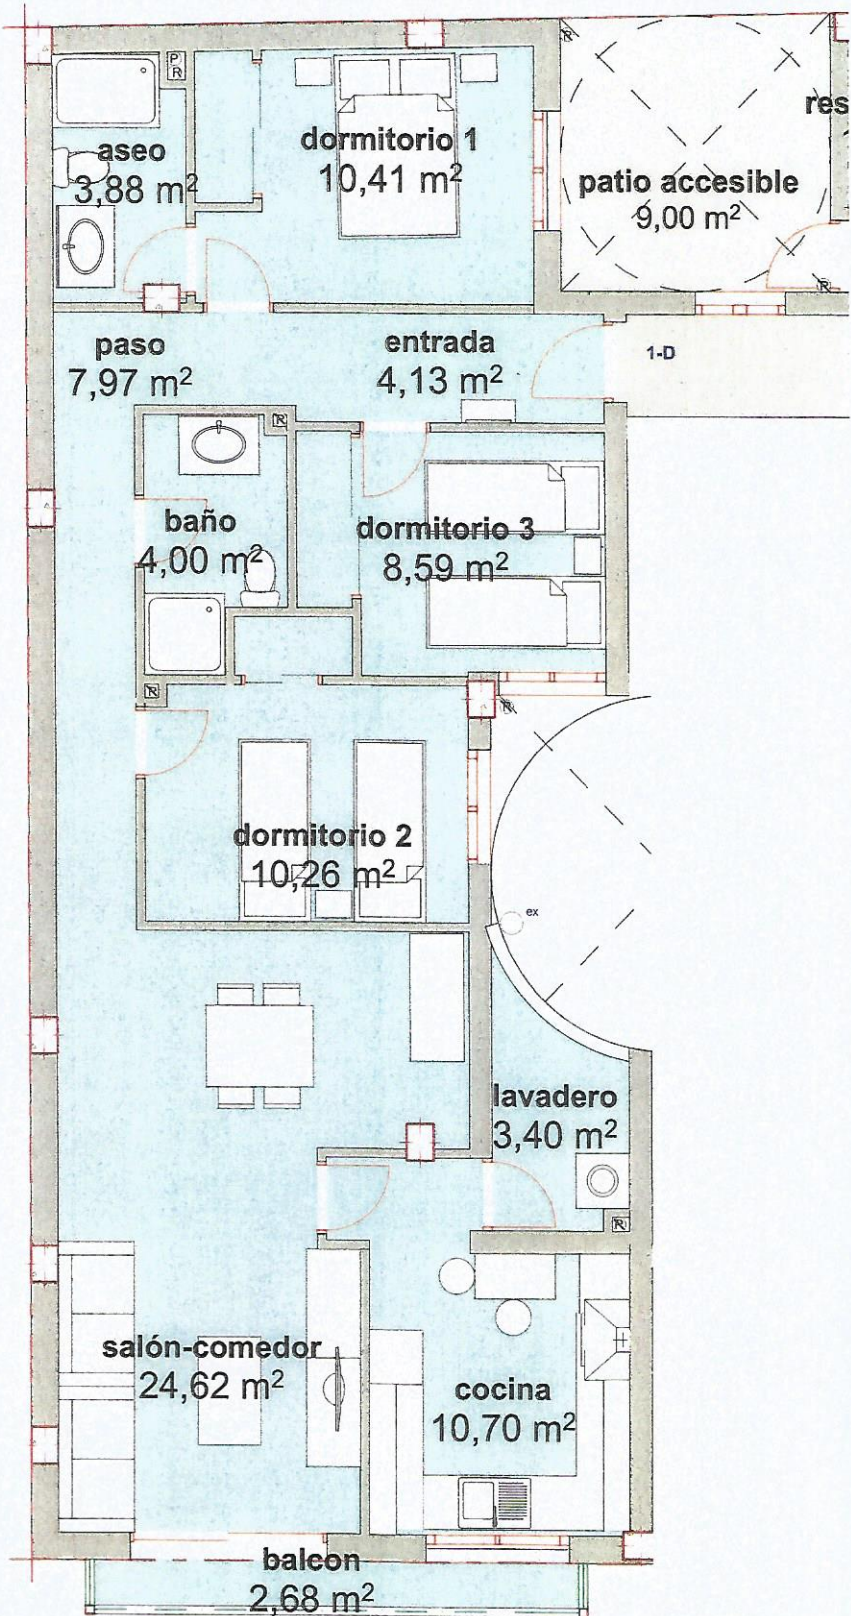 P
R
R
aseo
3,88 m²
dormitorio 1
10,41 m²
res
patio accesible
9,00 m²
R
paso
7,97 m²
entrada
4,13 m²
1-D
R
baño
4,00 m²
dormitorio 3
8,59 m²
R
R
dormitorio 2
10,26 m²
ex
lavadero
3,40 m²
R
salón-comedor
24,62 m²
cocina
10,70 m²
balcon
2,68 m²